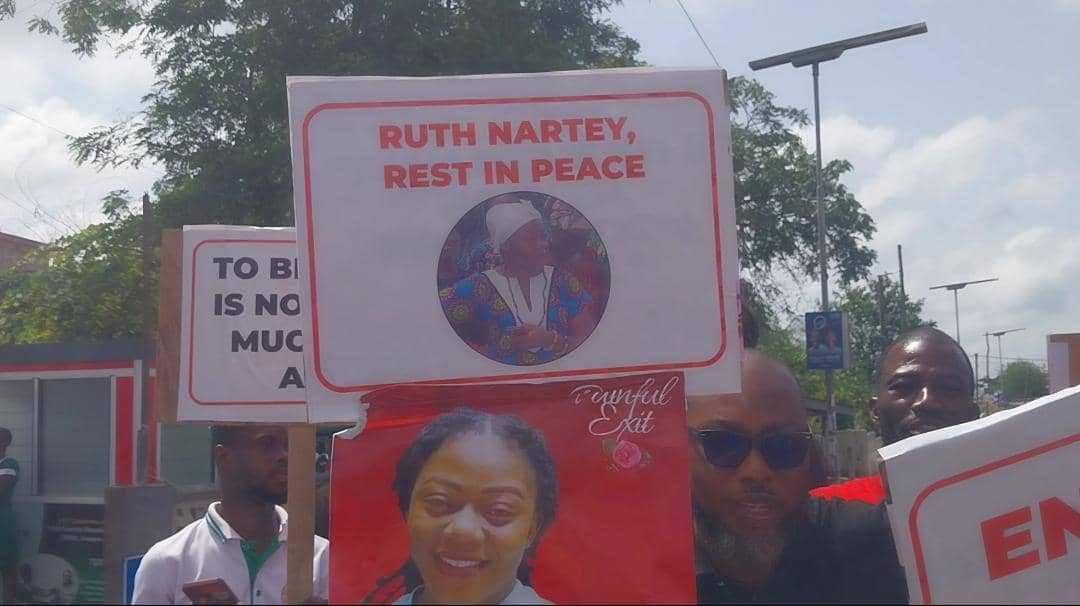 RUTH NARTEY,
REST IN PEACE
TO B
IS NO
MUC
A
Painful
Exit
EN